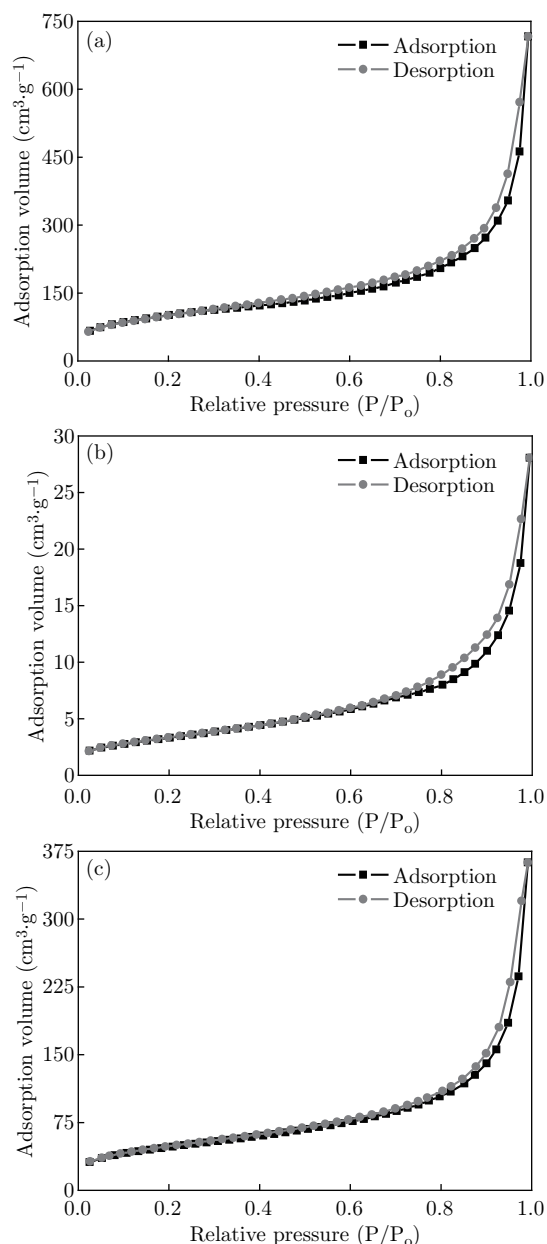 (a)
Adsorption
Desorption
750
600
450
300
150
0
Adsorption volume (cm³·g⁻¹)
0.0 0.2 0.4 0.6 0.8 1.0
Relative pressure (P/Pₒ)
(b)
Adsorption
Desorption
30
25
20
15
10
5
0
Adsorption volume (cm³·g⁻¹)
0.0 0.2 0.4 0.6 0.8 1.0
Relative pressure (P/Pₒ)
(c)
Adsorption
Desorption
375
300
225
150
75
0
Adsorption volume (cm³·g⁻¹)
0.0 0.2 0.4 0.6 0.8 1.0
Relative pressure (P/Pₒ)